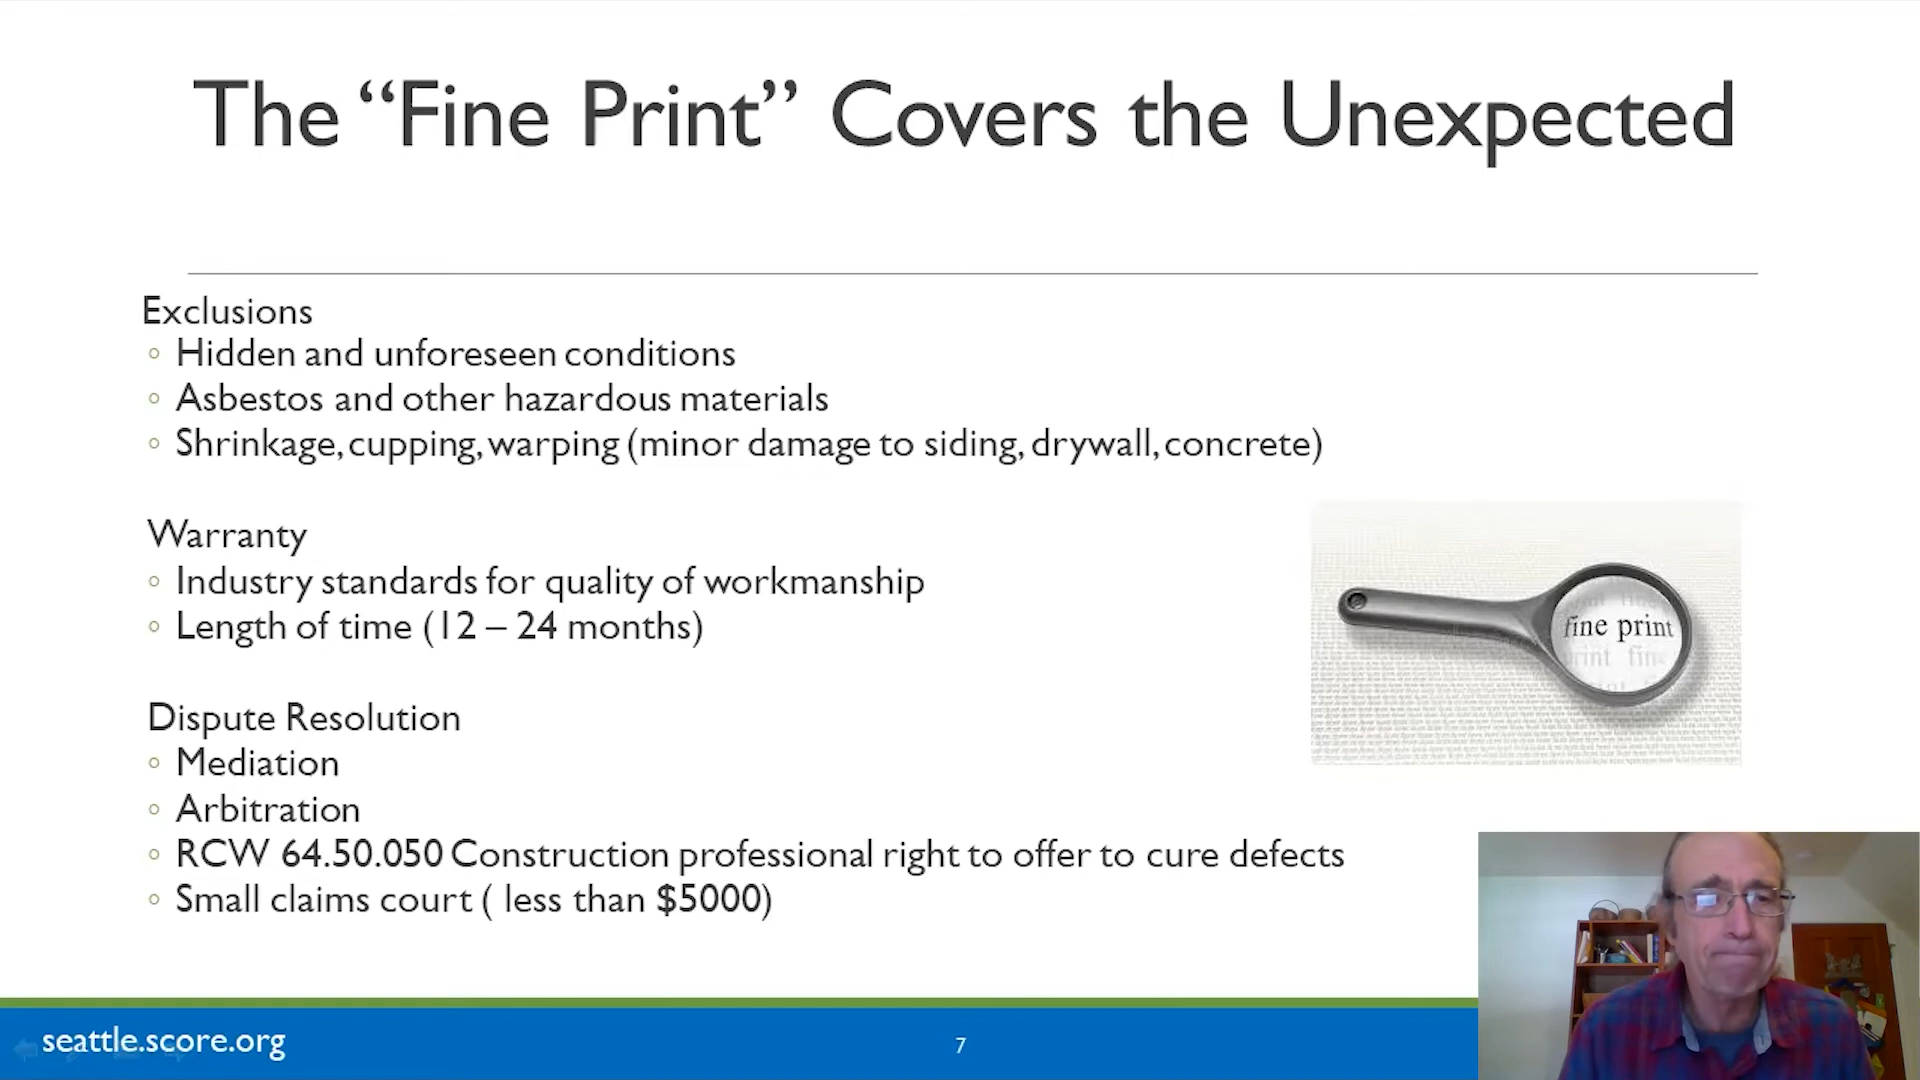 The “Fine Print” Covers the Unexpected
Exclusions
◦ Hidden and unforeseen conditions
◦ Asbestos and other hazardous materials
◦ Shrinkage, cupping, warping (minor damage to siding, drywall, concrete)
Warranty
◦ Industry standards for quality of workmanship
◦ Length of time (12 – 24 months)
fine print
print fine
Dispute Resolution
◦ Mediation
◦ Arbitration
◦ RCW 64.50.050 Construction professional right to offer to cure defects
◦ Small claims court ( less than $5000)
seattle.score.org
7